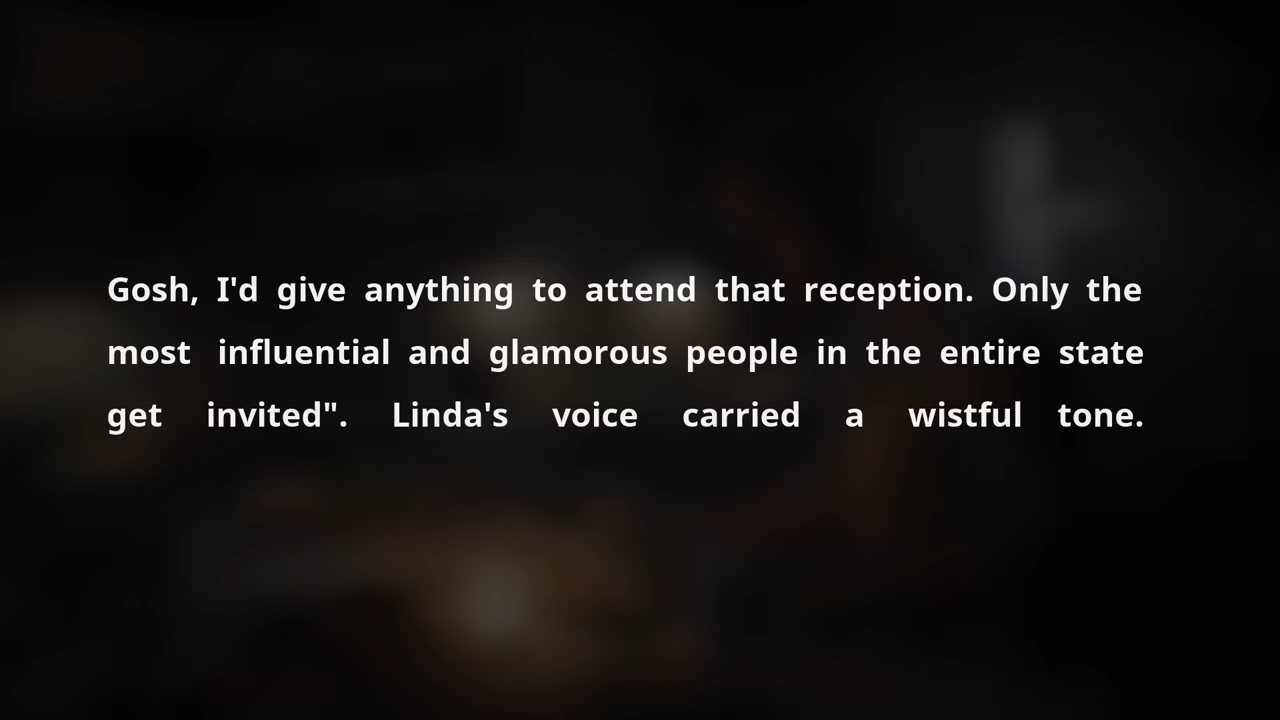 Gosh, I'd give anything to attend that reception. Only the
most influential and glamorous people in the entire state
get invited". Linda's voice carried a wistful tone.